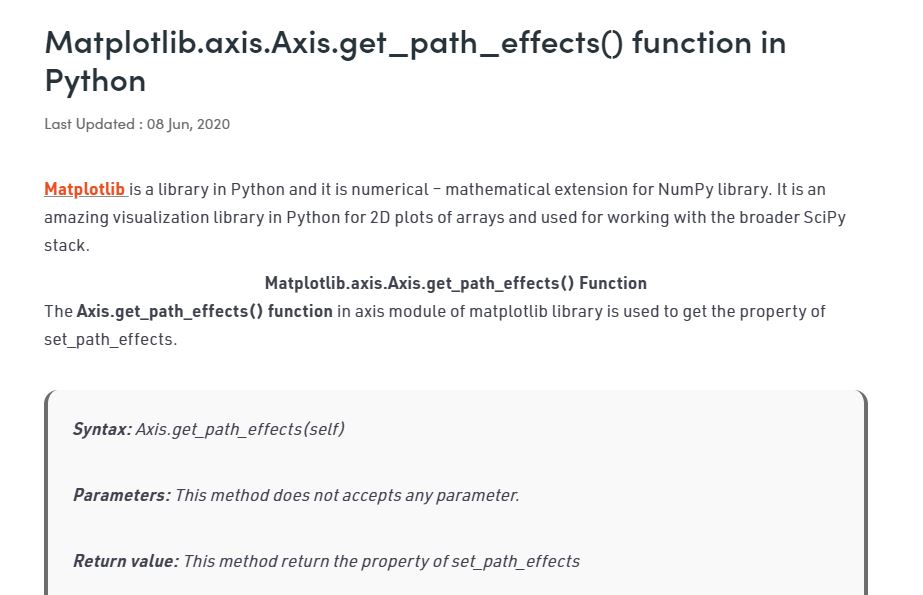 Matplotlib.axis.Axis.get_path_effects() function in
Python
Last Updated : 08 Jun, 2020
Matplotlib is a library in Python and it is numerical – mathematical extension for NumPy library. It is an
amazing visualization library in Python for 2D plots of arrays and used for working with the broader SciPy
stack.
Matplotlib.axis.Axis.get_path_effects() Function
The Axis.get_path_effects() function in axis module of matplotlib library is used to get the property of
set_path_effects.
Syntax: Axis.get_path_effects(self)
Parameters: This method does not accepts any parameter.
Return value: This method return the property of set_path_effects